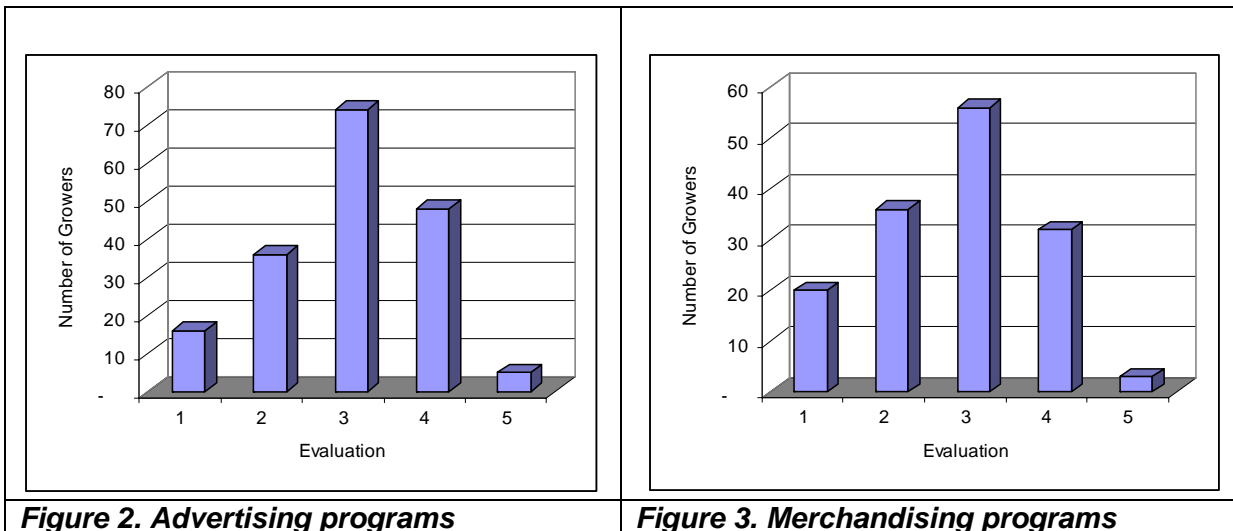 80
70
60
50
40
30
20
10
-
Number of Growers
1 2 3 4 5
Evaluation
Figure 2. Advertising programs
60
50
40
30
20
10
-
Number of Growers
1 2 3 4 5
Evaluation
Figure 3. Merchandising programs